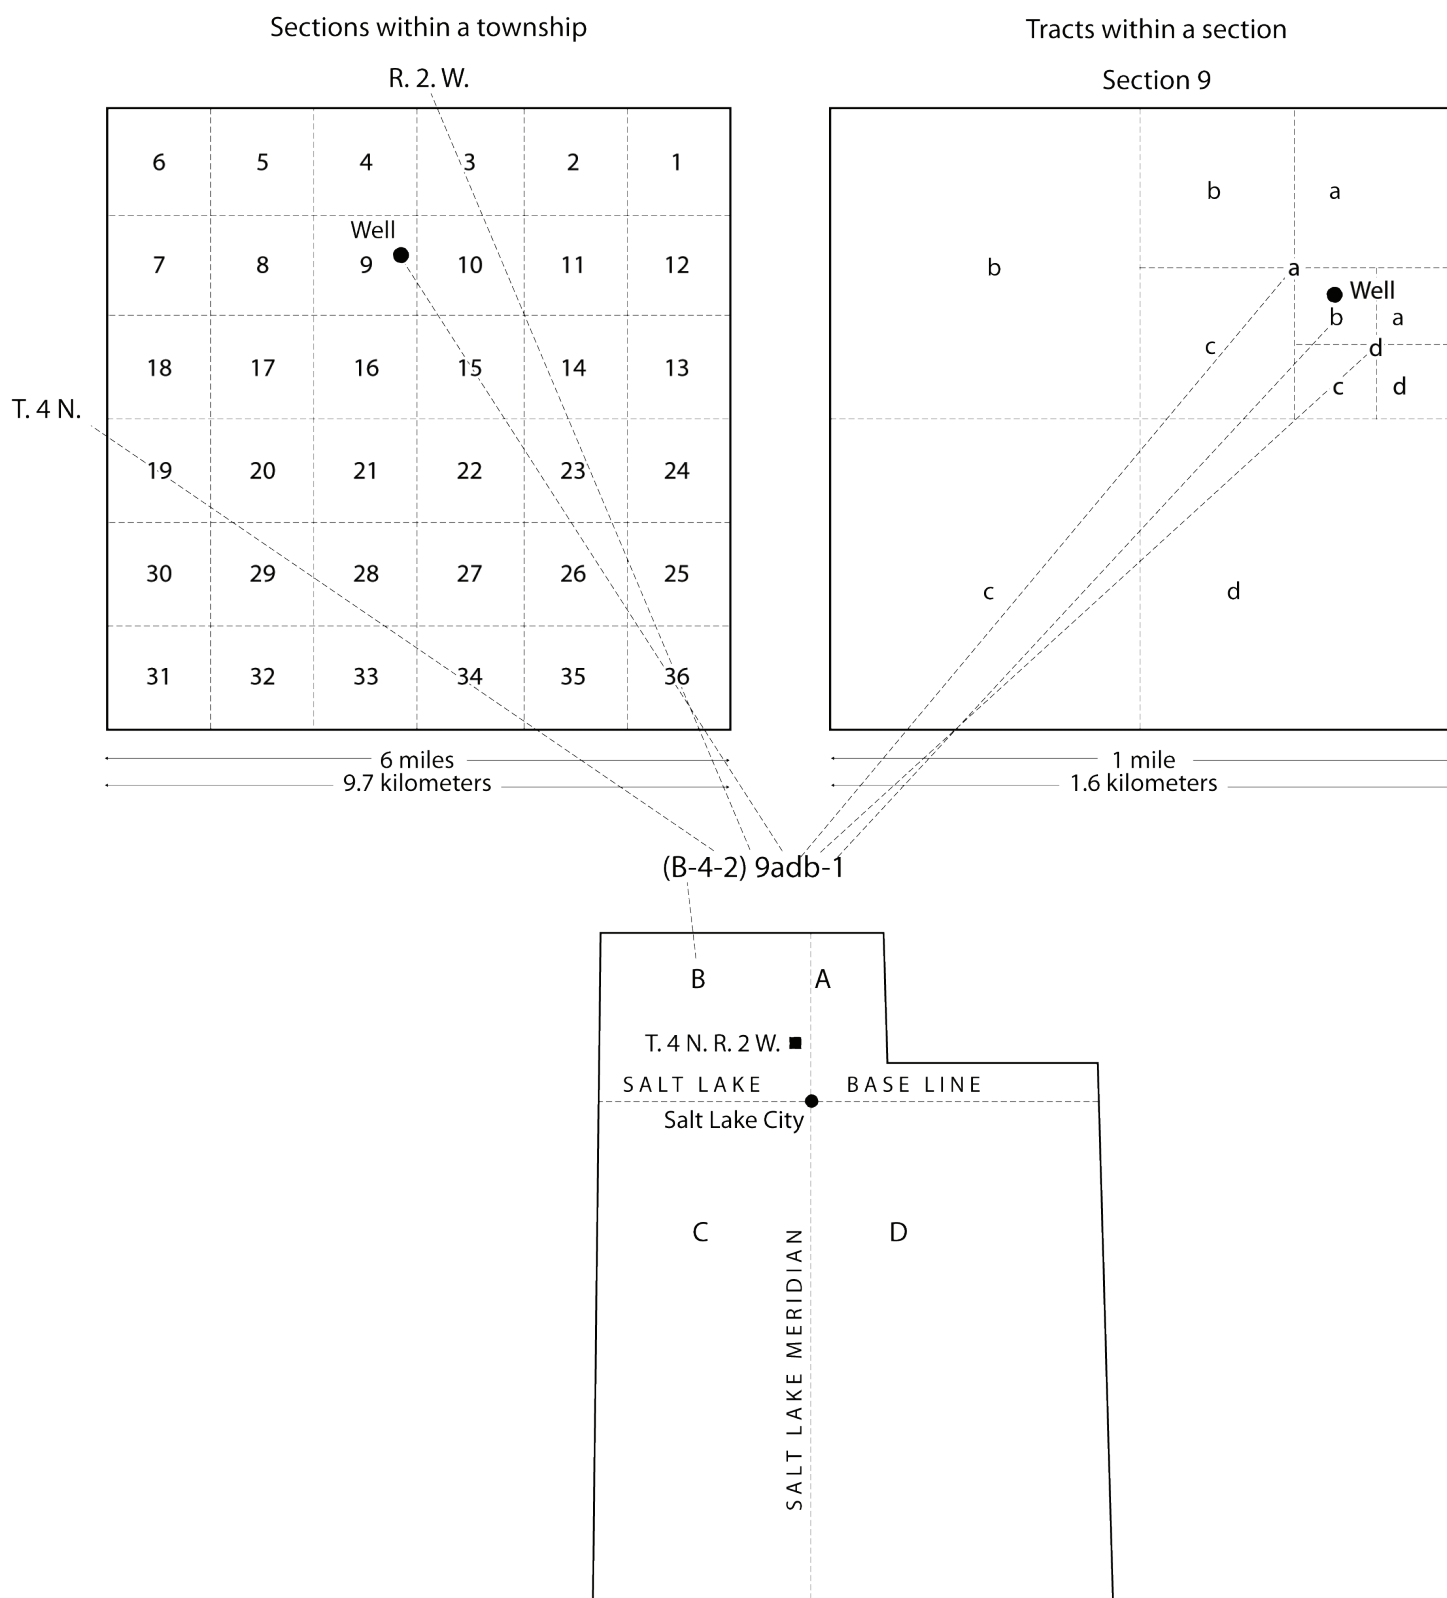 Sections within a township
R. 2. W.
6 5 4 3 2 1
Well
7 8 9 10 11 12
18 17 16 15 14 13
T. 4 N.
19 20 21 22 23 24
30 29 28 27 26 25
31 32 33 34 35 36
6 miles
9.7 kilometers
Tracts within a section
Section 9
b a
b a
Well
b a
c d
c d
c d
1 mile
1.6 kilometers
(B-4-2) 9adb-1
B A
T. 4 N. R. 2 W.
SALT LAKE BASE LINE
Salt Lake City
C D
SALT LAKE MERIDIAN